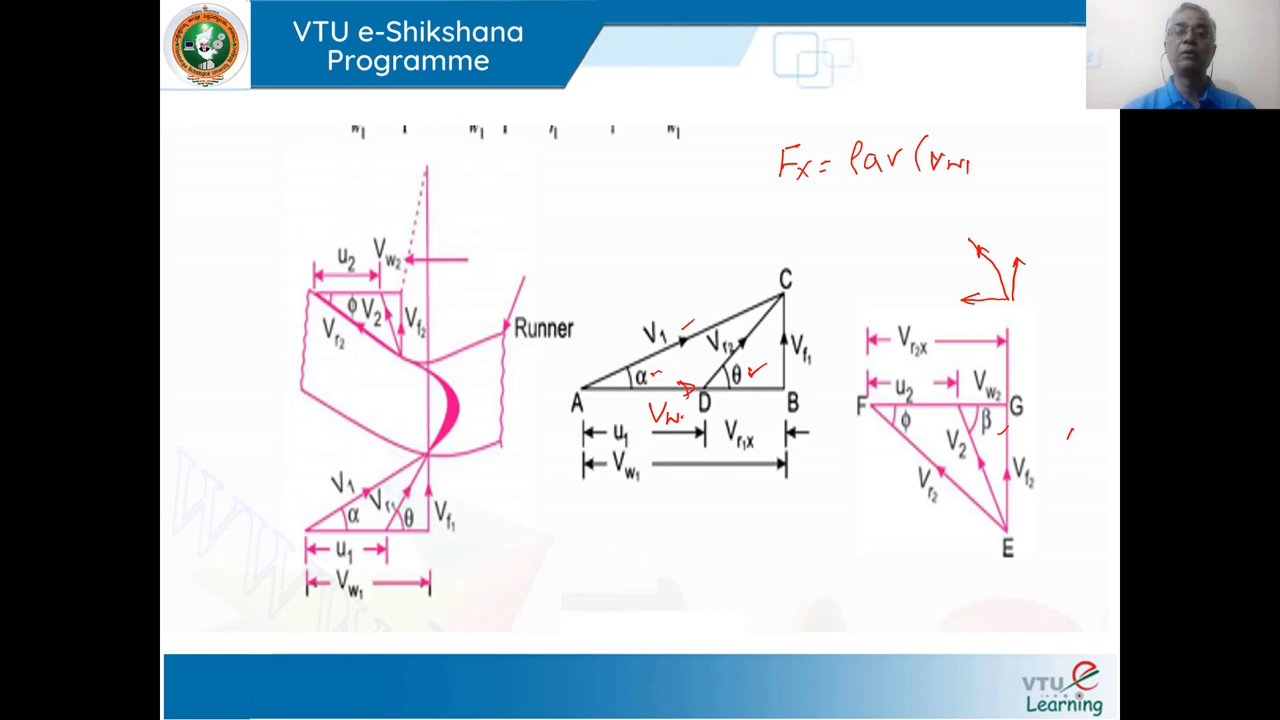 VTU e-Shikshana
Programme
Fx = ρav (Vw1
u2
Vw2
ϕ
V2
Vf2
Vr2
Runner
V1
Vr1
α
θ
Vf1
u1
Vw1
C
V1
Vr2
Vf1
α
θ
A
D
B
Vw
u1
Vr1x
Vw1
Vr2x
u2
Vw2
F
G
ϕ
β
V2
Vr2
Vf2
E
VTU e
Learning